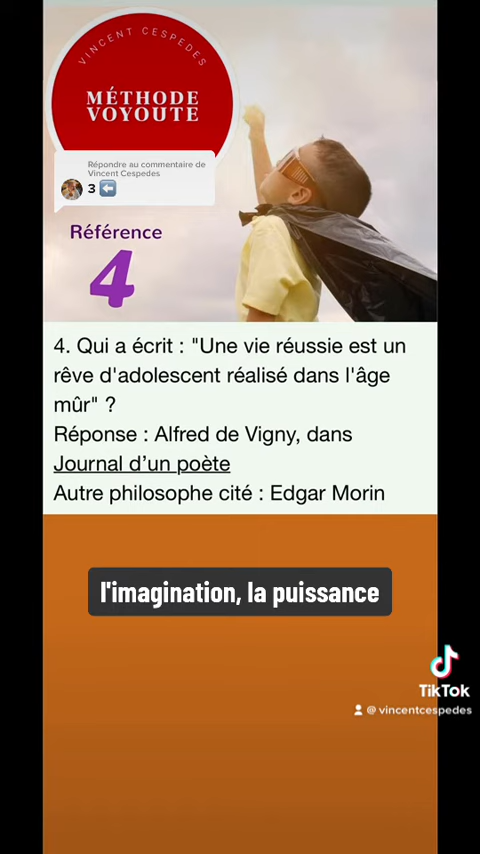 VINCENT CESPEDES
MÉTHODE
VOYOUTE
Répondre au commentaire de
Vincent Cespedes
3 ⬅️
Référence
4
4. Qui a écrit : "Une vie réussie est un
rêve d'adolescent réalisé dans l'âge
mûr" ?
Réponse : Alfred de Vigny, dans
Journal d'un poète
Autre philosophe cité : Edgar Morin
l'imagination, la puissance
TikTok
@vincentcespedes